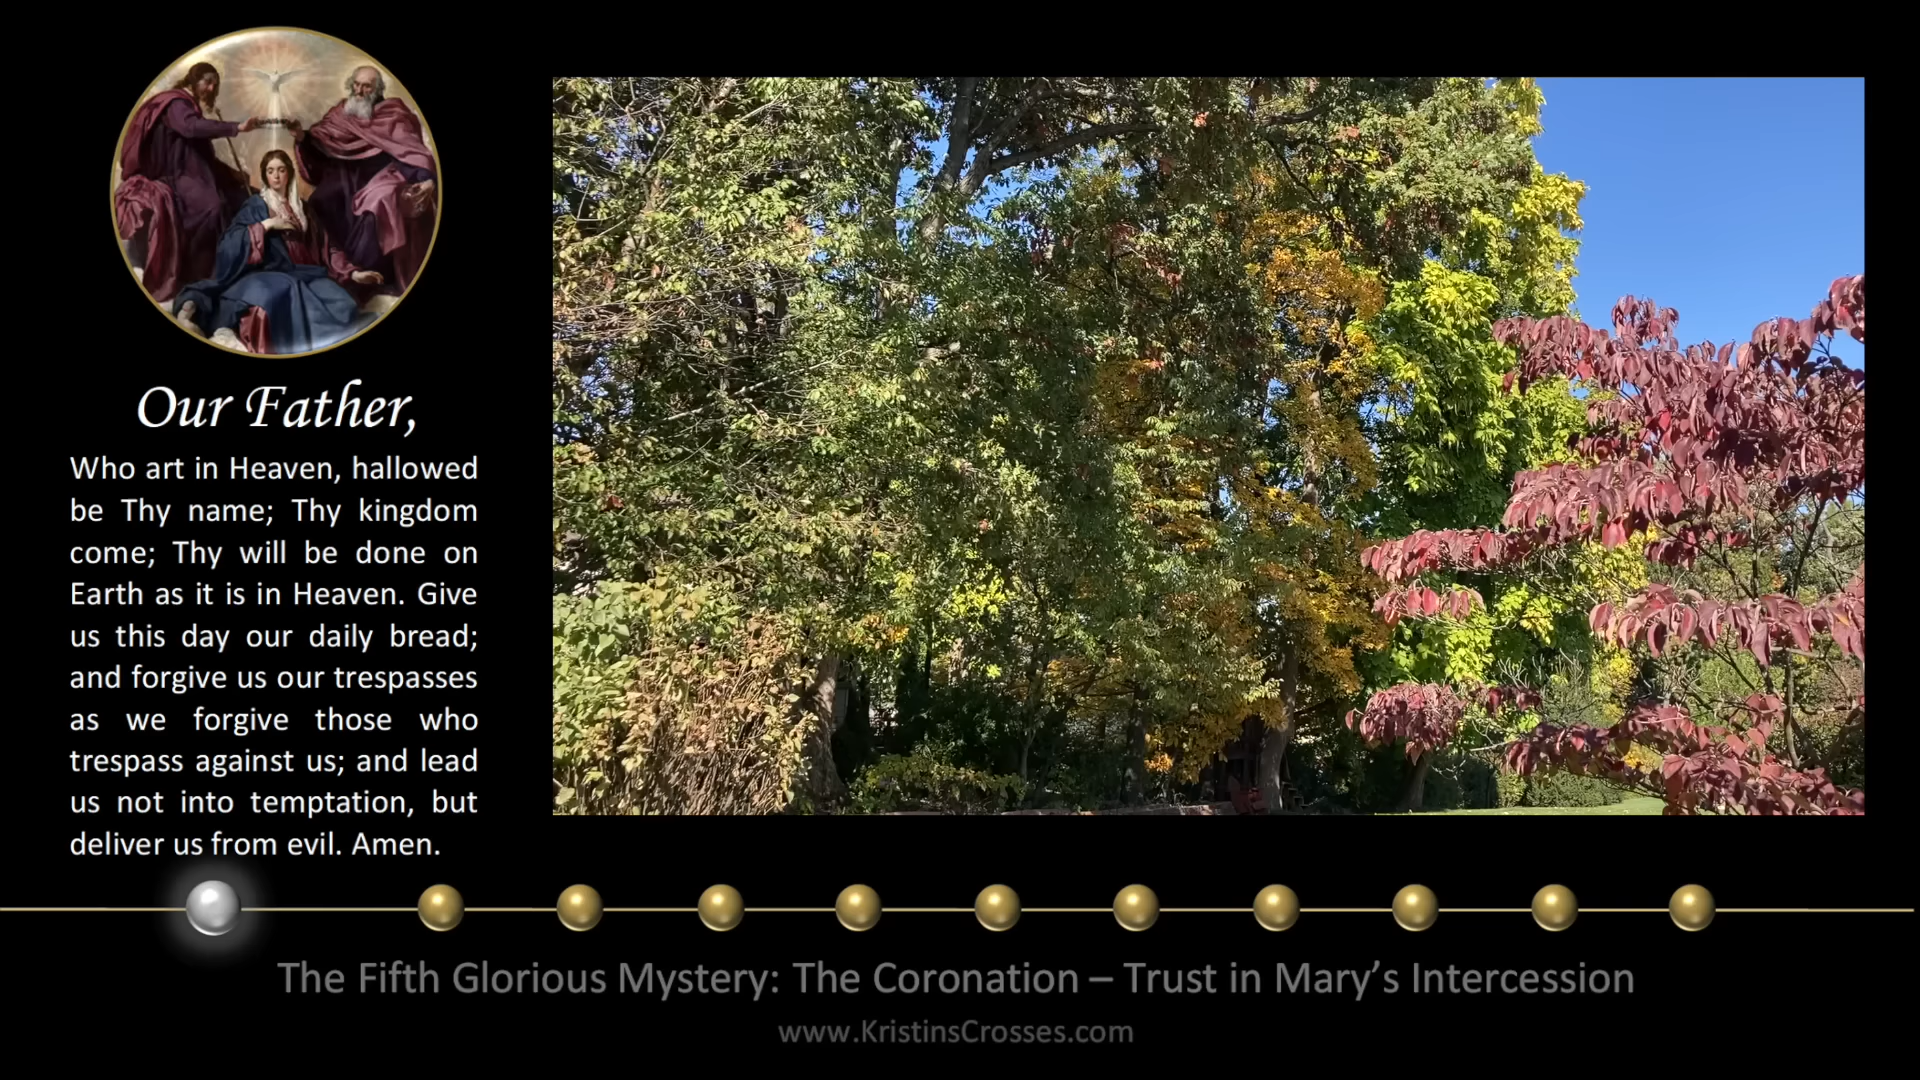 Our Father,
Who art in Heaven, hallowed
be Thy name; Thy kingdom
come; Thy will be done on
Earth as it is in Heaven. Give
us this day our daily bread;
and forgive us our trespasses
as we forgive those who
trespass against us; and lead
us not into temptation, but
deliver us from evil. Amen.
The Fifth Glorious Mystery: The Coronation – Trust in Mary’s Intercession
www.KristinsCrosses.com